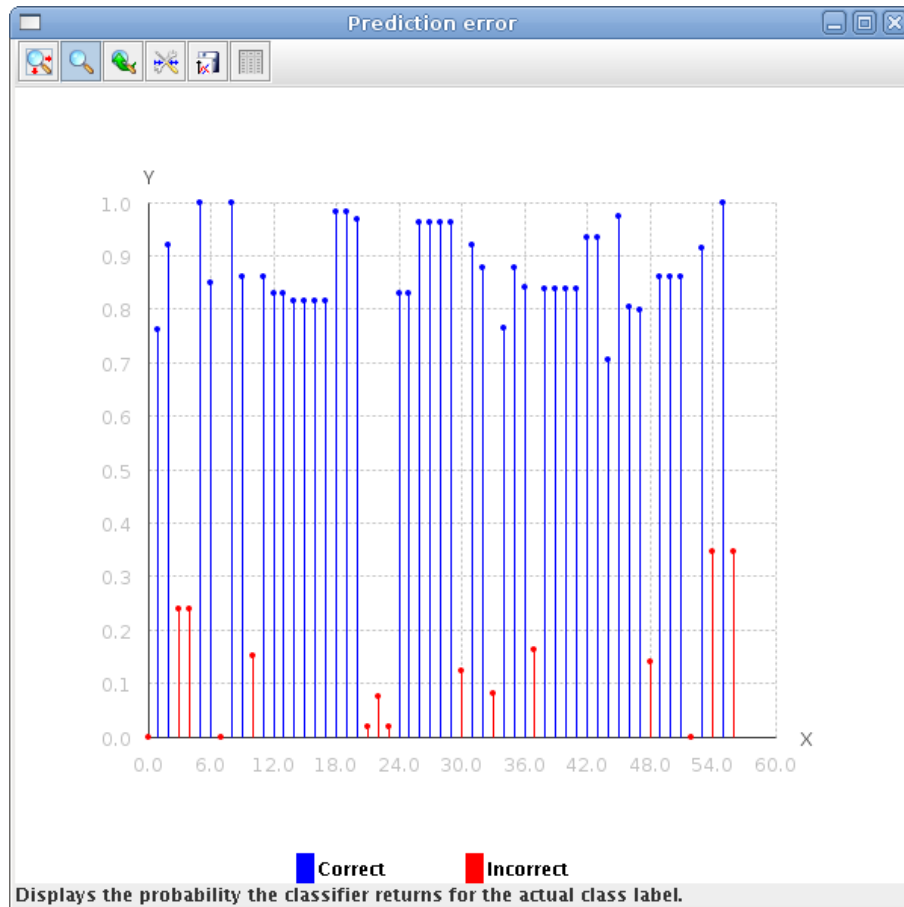 Prediction error
Y
1.0
0.9
0.8
0.7
0.6
0.5
0.4
0.3
0.2
0.1
0.0
X
0.0 6.0 12.0 18.0 24.0 30.0 36.0 42.0 48.0 54.0 60.0
Correct Incorrect
Displays the probability the classifier returns for the actual class label.